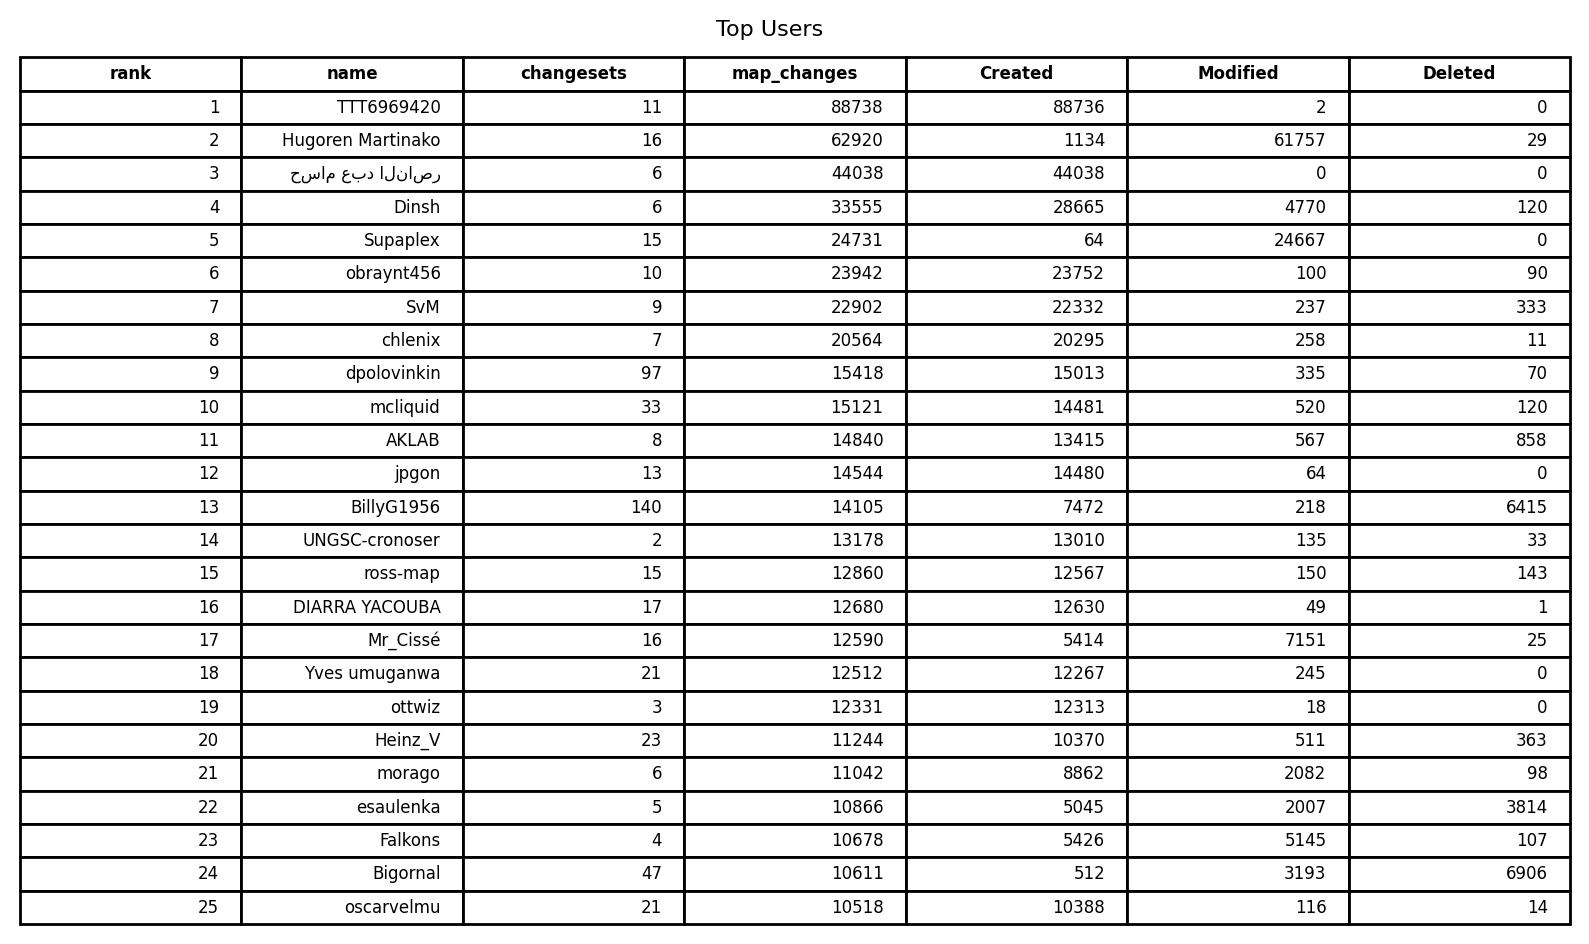 Top Users
rank name changesets map_changes Created Modified Deleted
1 TTT6969420 11 88738 88736 2 0
2 Hugoren Martinako 16 62920 1134 61757 29
3 حسام عبد الناصر 6 44038 44038 0 0
4 Dinsh 6 33555 28665 4770 120
5 Supaplex 15 24731 64 24667 0
6 obraynt456 10 23942 23752 100 90
7 SvM 9 22902 22332 237 333
8 chlenix 7 20564 20295 258 11
9 dpolovinkin 97 15418 15013 335 70
10 mcliquid 33 15121 14481 520 120
11 AKLAB 8 14840 13415 567 858
12 jpgon 13 14544 14480 64 0
13 BillyG1956 140 14105 7472 218 6415
14 UNGSC-cronoser 2 13178 13010 135 33
15 ross-map 15 12860 12567 150 143
16 DIARRA YACOUBA 17 12680 12630 49 1
17 Mr_Cissé 16 12590 5414 7151 25
18 Yves umuganwa 21 12512 12267 245 0
19 ottwiz 3 12331 12313 18 0
20 Heinz_V 23 11244 10370 511 363
21 morago 6 11042 8862 2082 98
22 esaulenka 5 10866 5045 2007 3814
23 Falkons 4 10678 5426 5145 107
24 Bigornal 47 10611 512 3193 6906
25 oscarvelmu 21 10518 10388 116 14